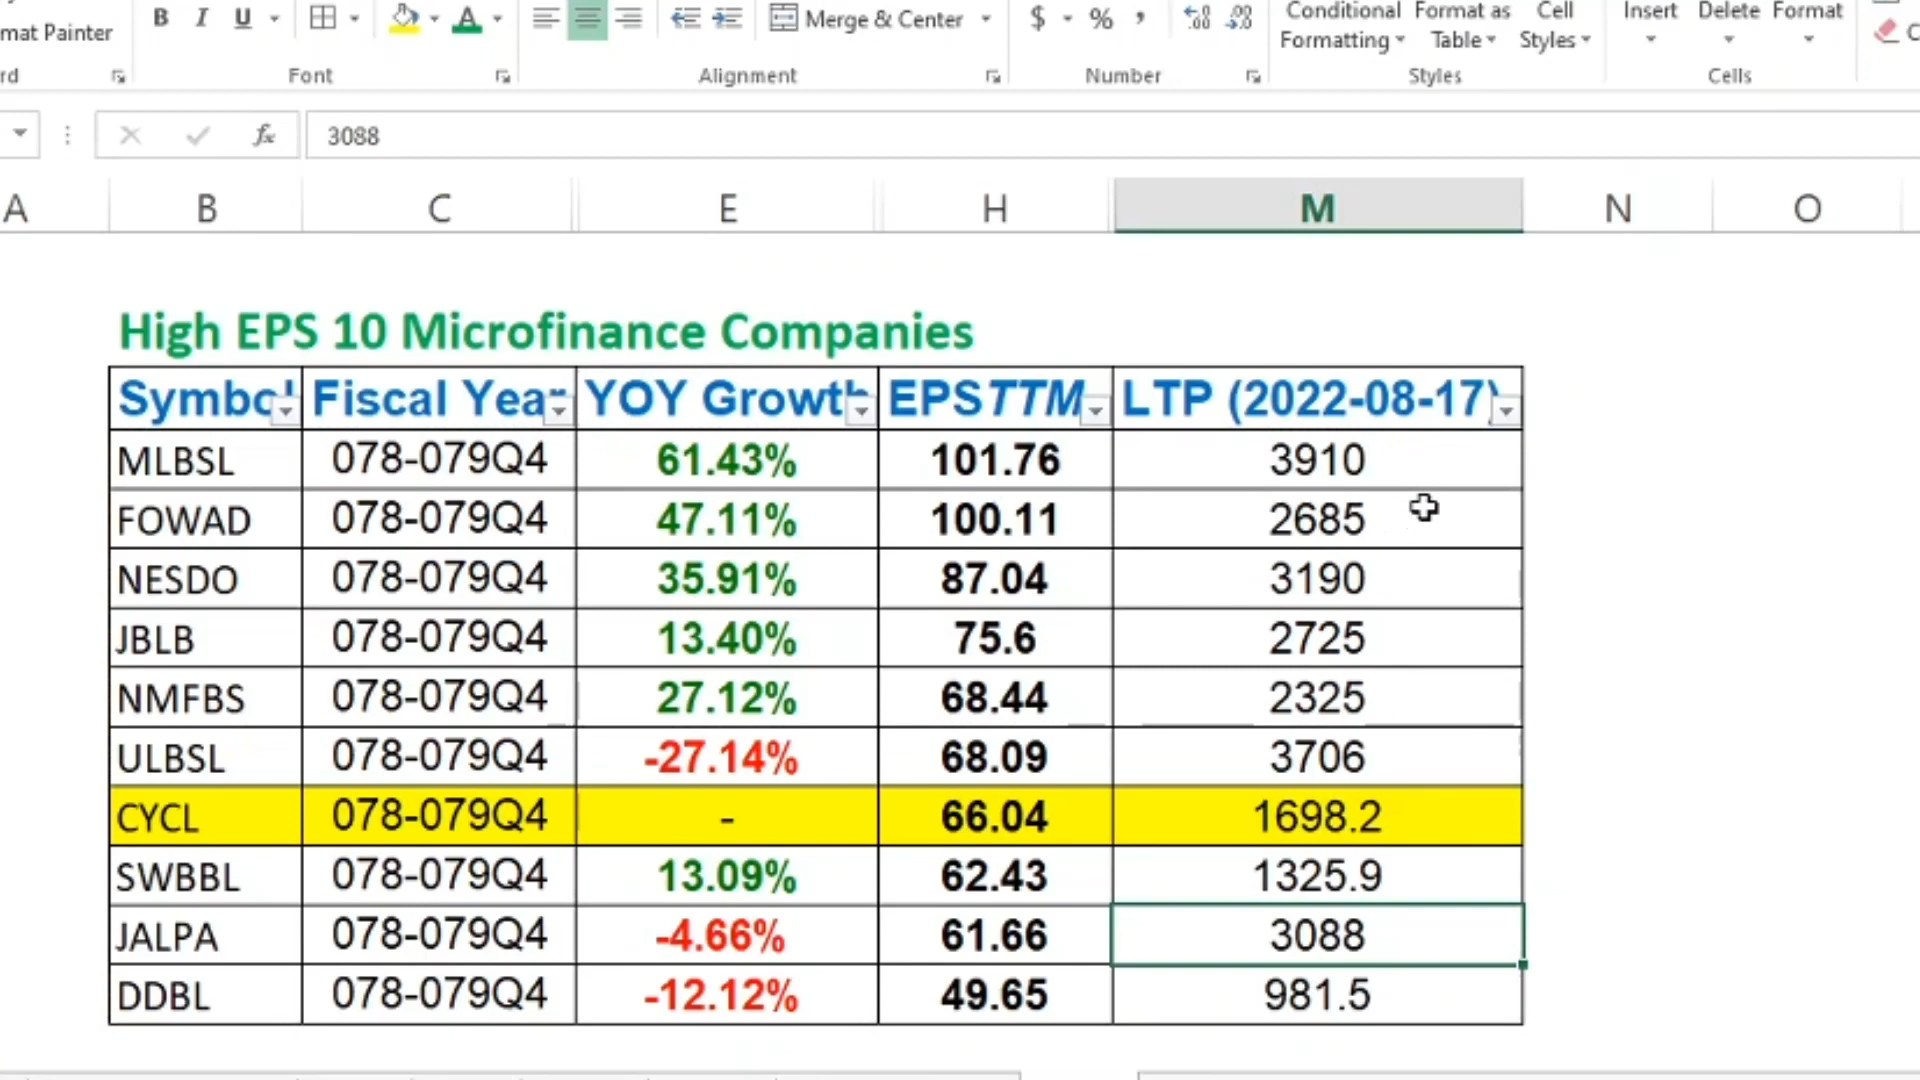 B I U Merge & Center $ % , Conditional Format as Cell Insert Delete Format
mat Painter Formatting Table Styles
rd Font Alignment Number Styles Cells
fx 3088
A B C E H M N O
High EPS 10 Microfinance Companies
Symbol Fiscal Year YOY Growth EPSTTM LTP (2022-08-17)
MLBSL 078-079Q4 61.43% 101.76 3910
FOWAD 078-079Q4 47.11% 100.11 2685
NESDO 078-079Q4 35.91% 87.04 3190
JBLB 078-079Q4 13.40% 75.6 2725
NMFBS 078-079Q4 27.12% 68.44 2325
ULBSL 078-079Q4 -27.14% 68.09 3706
CYCL 078-079Q4 - 66.04 1698.2
SWBBL 078-079Q4 13.09% 62.43 1325.9
JALPA 078-079Q4 -4.66% 61.66 3088
DDBL 078-079Q4 -12.12% 49.65 981.5